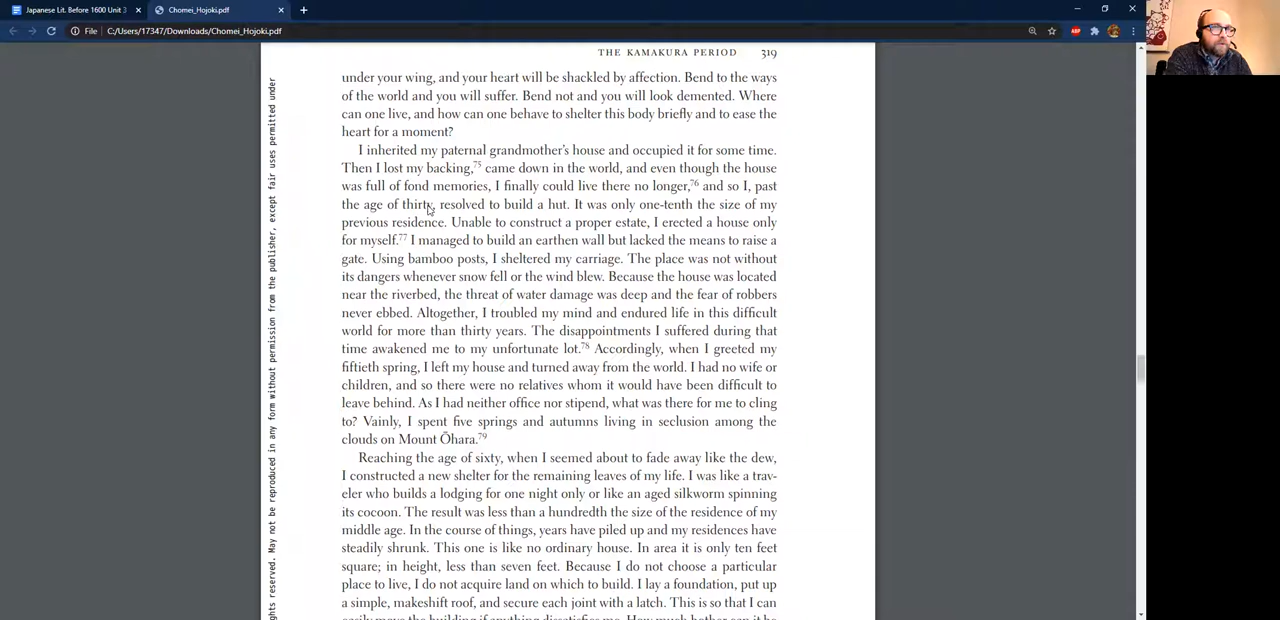 Japanese Lit. Before 1600 Unit 3
Chomei_Hojoki.pdf
File
C:/Users/17347/Downloads/Chomei_Hojoki.pdf
ABP
THE KAMAKURA PERIOD 319
ghts reserved. May not be reproduced in any form without permission from the publisher, except fair uses permitted under
under your wing, and your heart will be shackled by affection. Bend to the ways
of the world and you will suffer. Bend not and you will look demented. Where
can one live, and how can one behave to shelter this body briefly and to ease the
heart for a moment?
I inherited my paternal grandmother's house and occupied it for some time.
Then I lost my backing,75 came down in the world, and even though the house
was full of fond memories, I finally could live there no longer,76 and so I, past
the age of thirty, resolved to build a hut. It was only one-tenth the size of my
previous residence. Unable to construct a proper estate, I erected a house only
for myself.77 I managed to build an earthen wall but lacked the means to raise a
gate. Using bamboo posts, I sheltered my carriage. The place was not without
its dangers whenever snow fell or the wind blew. Because the house was located
near the riverbed, the threat of water damage was deep and the fear of robbers
never ebbed. Altogether, I troubled my mind and endured life in this difficult
world for more than thirty years. The disappointments I suffered during that
time awakened me to my unfortunate lot.78 Accordingly, when I greeted my
fiftieth spring, I left my house and turned away from the world. I had no wife or
children, and so there were no relatives whom it would have been difficult to
leave behind. As I had neither office nor stipend, what was there for me to cling
to? Vainly, I spent five springs and autumns living in seclusion among the
clouds on Mount Ōhara.79
Reaching the age of sixty, when I seemed about to fade away like the dew,
I constructed a new shelter for the remaining leaves of my life. I was like a trav-
eler who builds a lodging for one night only or like an aged silkworm spinning
its cocoon. The result was less than a hundredth the size of the residence of my
middle age. In the course of things, years have piled up and my residences have
steadily shrunk. This one is like no ordinary house. In area it is only ten feet
square; in height, less than seven feet. Because I do not choose a particular
place to live, I do not acquire land on which to build. I lay a foundation, put up
a simple, makeshift roof, and secure each joint with a latch. This is so that I can
easily move the building if anything dissatisfies me. How much bother can it be